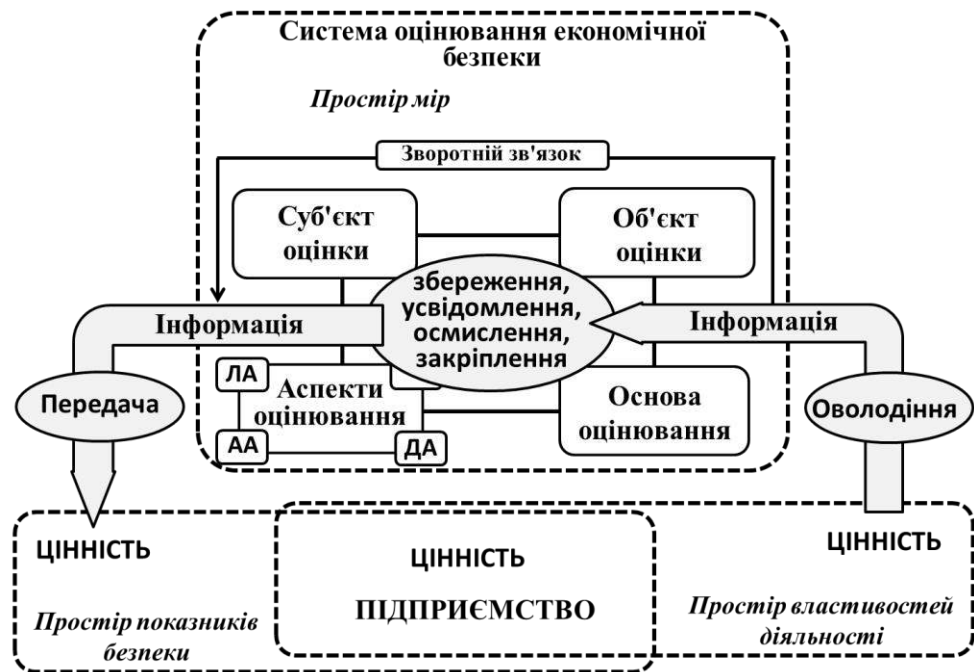 Система оцінювання економічної
безпеки
Простір мір
Зворотній зв'язок
Суб'єкт
оцінки
Об'єкт
оцінки
збереження,
усвідомлення,
осмислення,
закріплення
Інформація
Інформація
ЛА
Аспекти
оцінювання
АА
ДА
Основа
оцінювання
Передача
Оволодіння
ЦІННІСТЬ
ЦІННІСТЬ
ЦІННІСТЬ
ПІДПРИЄМСТВО
Простір показників
безпеки
Простір властивостей
діяльності